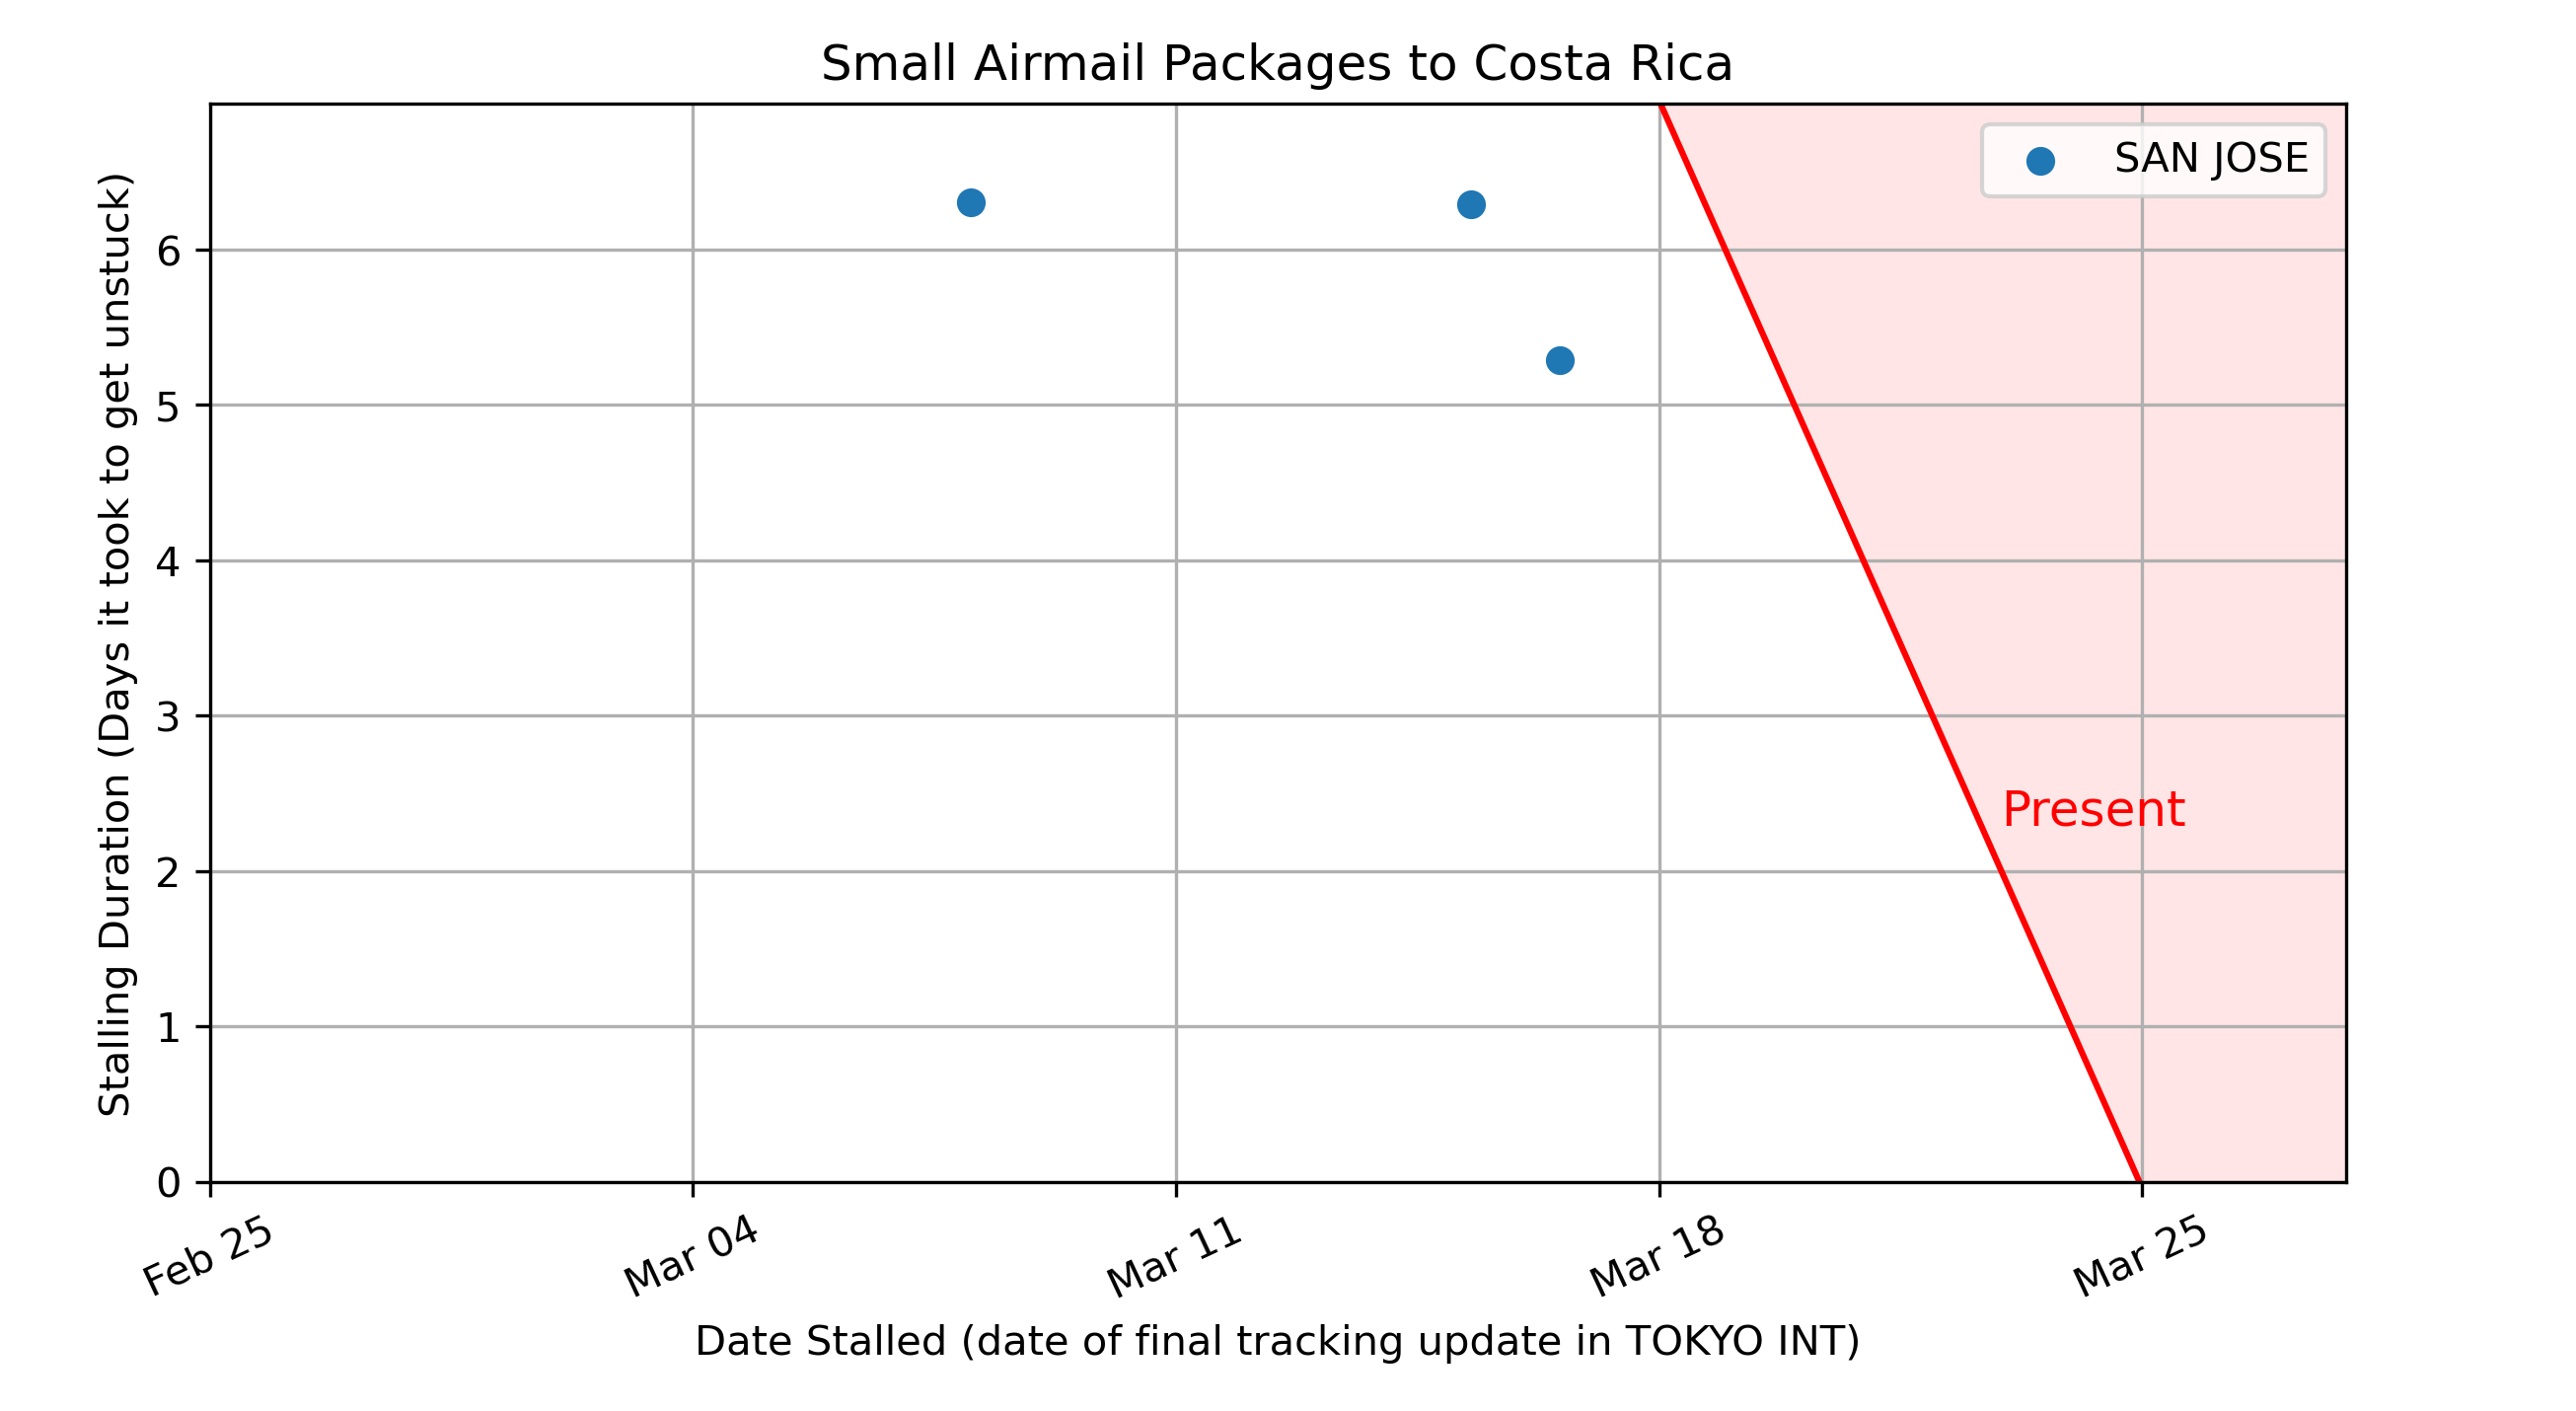 Small Airmail Packages to Costa Rica
SAN JOSE
Stalling Duration (Days it took to get unstuck)
6
5
4
3
2
1
0
Present
Feb 25
Mar 04
Mar 11
Mar 18
Mar 25
Date Stalled (date of final tracking update in TOKYO INT)